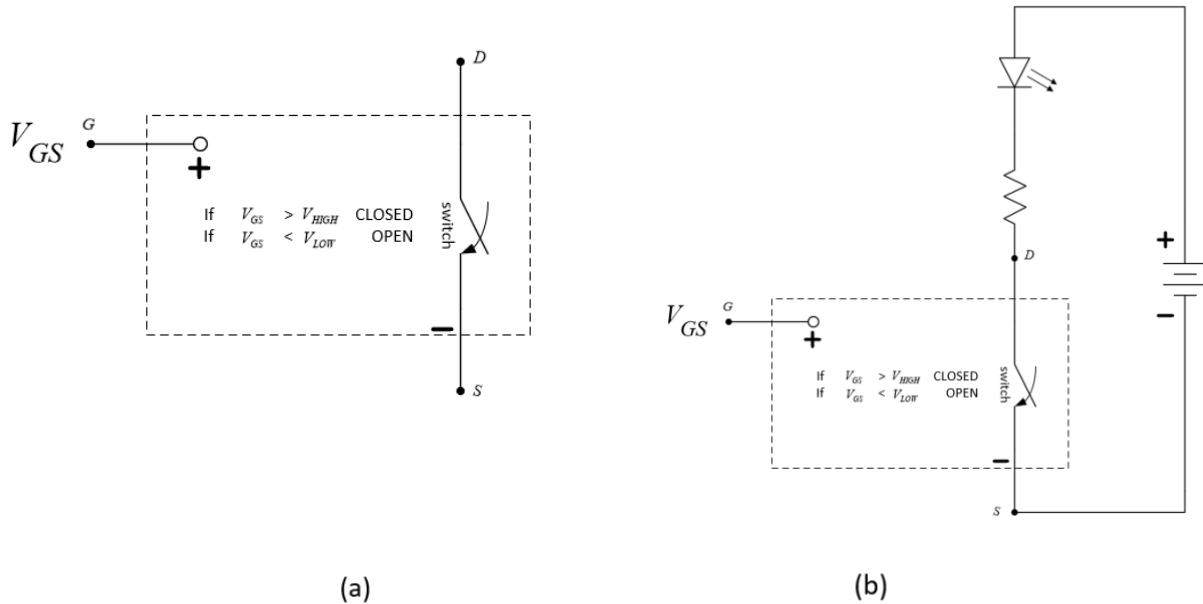 D
G
V_GS
+
If V_GS > V_HIGH CLOSED
If V_GS < V_LOW OPEN
switch
−
S
(a)
D
+
−
G
V_GS
+
If V_GS > V_HIGH CLOSED
If V_GS < V_LOW OPEN
switch
−
S
(b)